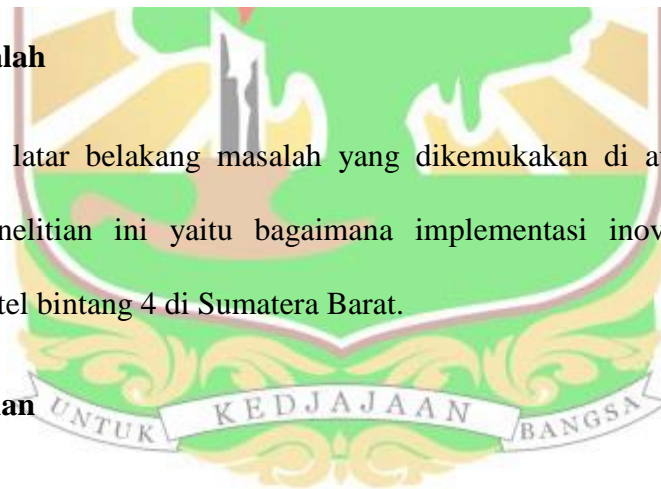 alah
latar belakang masalah yang dikemukakan di a
nelitian ini yaitu bagaimana implementasi inov
tel bintang 4 di Sumatera Barat.
an
UNTUK KEDJAJAAN BANGSA